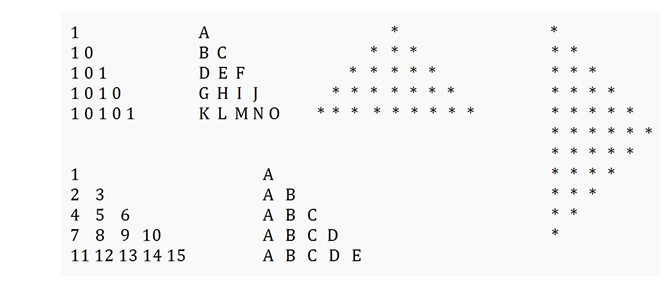 1
1 0
1 0 1
1 0 1 0
1 0 1 0 1
A
B C
D E F
G H I J
K L M N O
*
* * *
* * * * *
* * * * * * *
* * * * * * * * *
*
* *
* * *
* * * *
* * * * *
* * * * * *
* * * * *
* * * *
* * *
* *
*
1
2 3
4 5 6
7 8 9 10
11 12 13 14 15
A
A B
A B C
A B C D
A B C D E